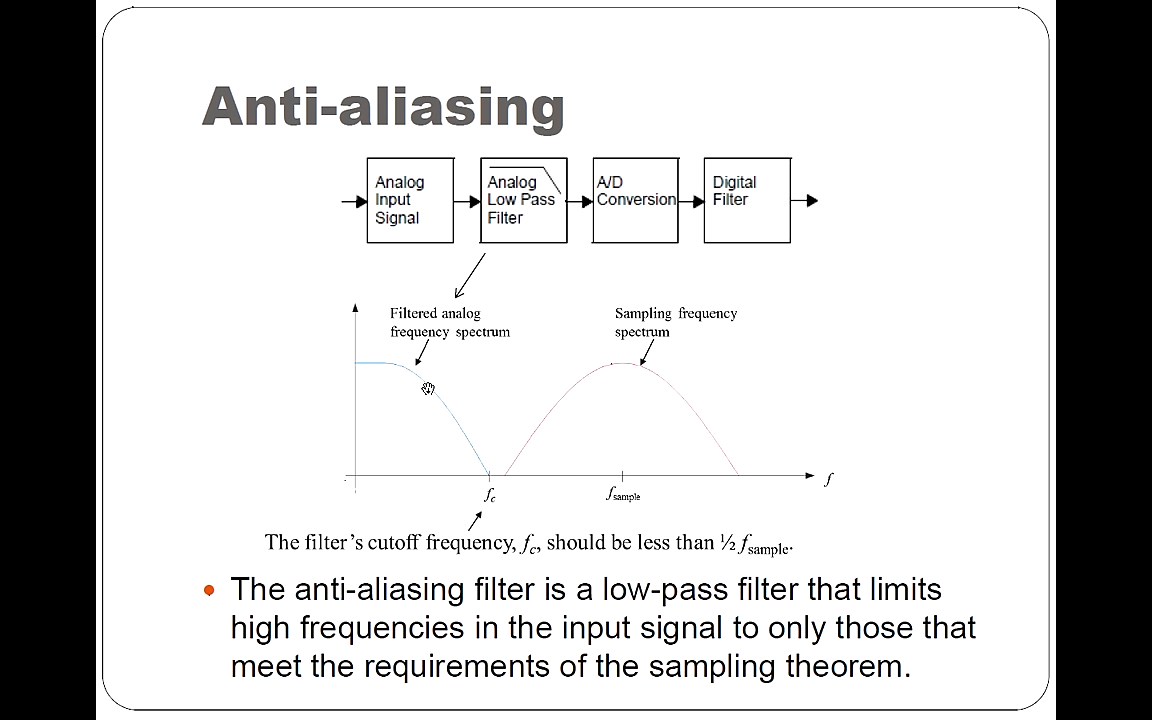 Anti-aliasing
Analog
Input
Signal
Analog
Low Pass
Filter
A/D
Conversion
Digital
Filter
Filtered analog
frequency spectrum
Sampling frequency
spectrum
fc
fsample
f
The filter's cutoff frequency, fc, should be less than ½ fsample.
• The anti-aliasing filter is a low-pass filter that limits
high frequencies in the input signal to only those that
meet the requirements of the sampling theorem.